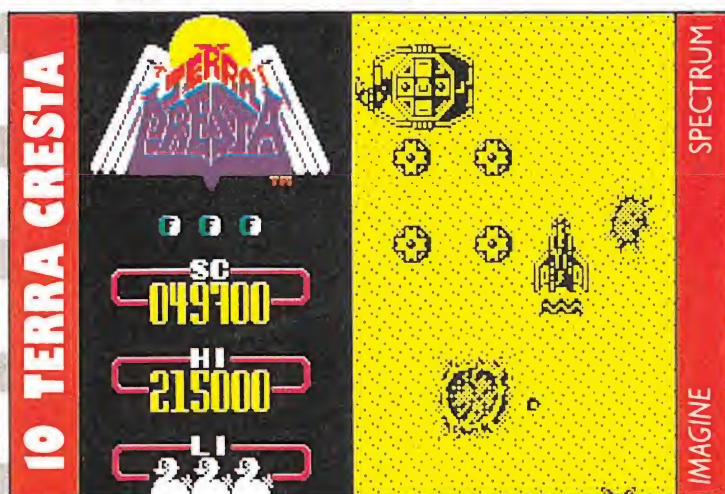 10 TERRA CRESTA
TERRA
CRESTA
TM
F F F
SC
049700
HI
215000
LI
SPECTRUM
IMAGINE